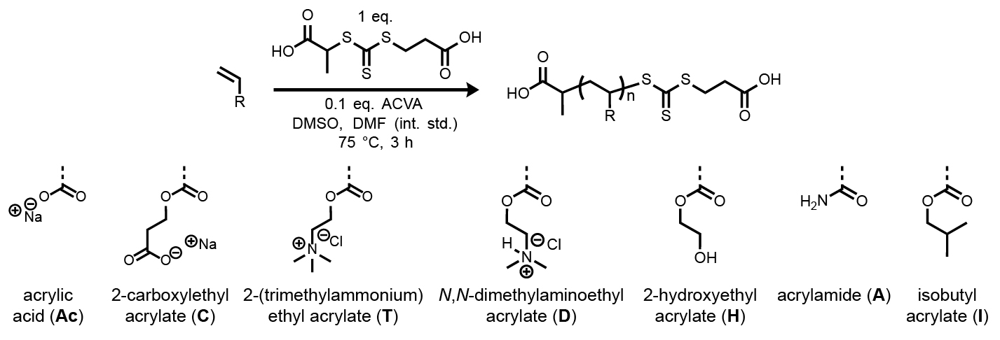 O
1 eq.
HO
S
S
S
OH
O
R
0.1 eq. ACVA
DMSO, DMF (int. std.)
75 °C, 3 h
O
HO
n
R
S
S
S
OH
O
O
O
⊖
⊕Na
O
O
O
O
⊖
⊕Na
O
O
⊕
N
⊖Cl
O
O
H
N
⊕
⊖Cl
O
O
OH
H2N
O
O
O
acrylic
acid (Ac)
2-carboxylethyl
acrylate (C)
2-(trimethylammonium)
ethyl acrylate (T)
N,N-dimethylaminoethyl
acrylate (D)
2-hydroxyethyl
acrylate (H)
acrylamide (A)
isobutyl
acrylate (I)